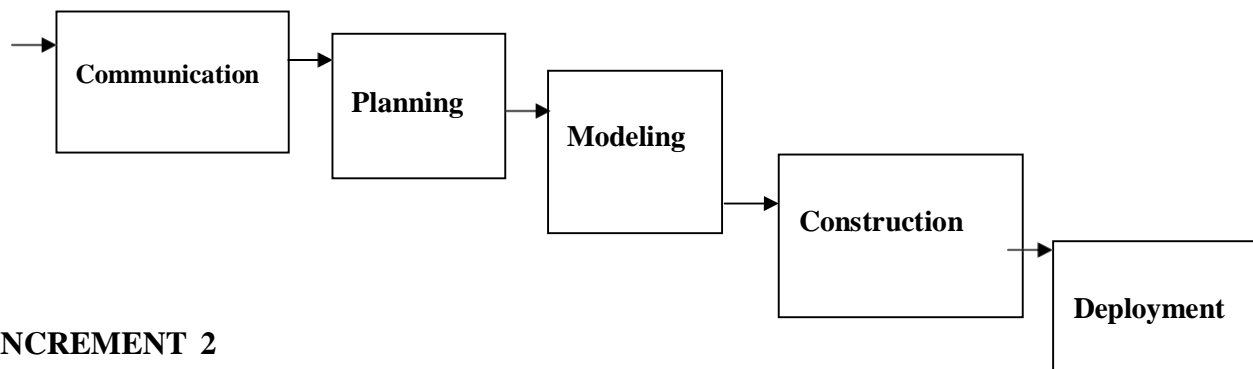 Communication
Planning
Modeling
Construction
Deployment
NCREMENT 2